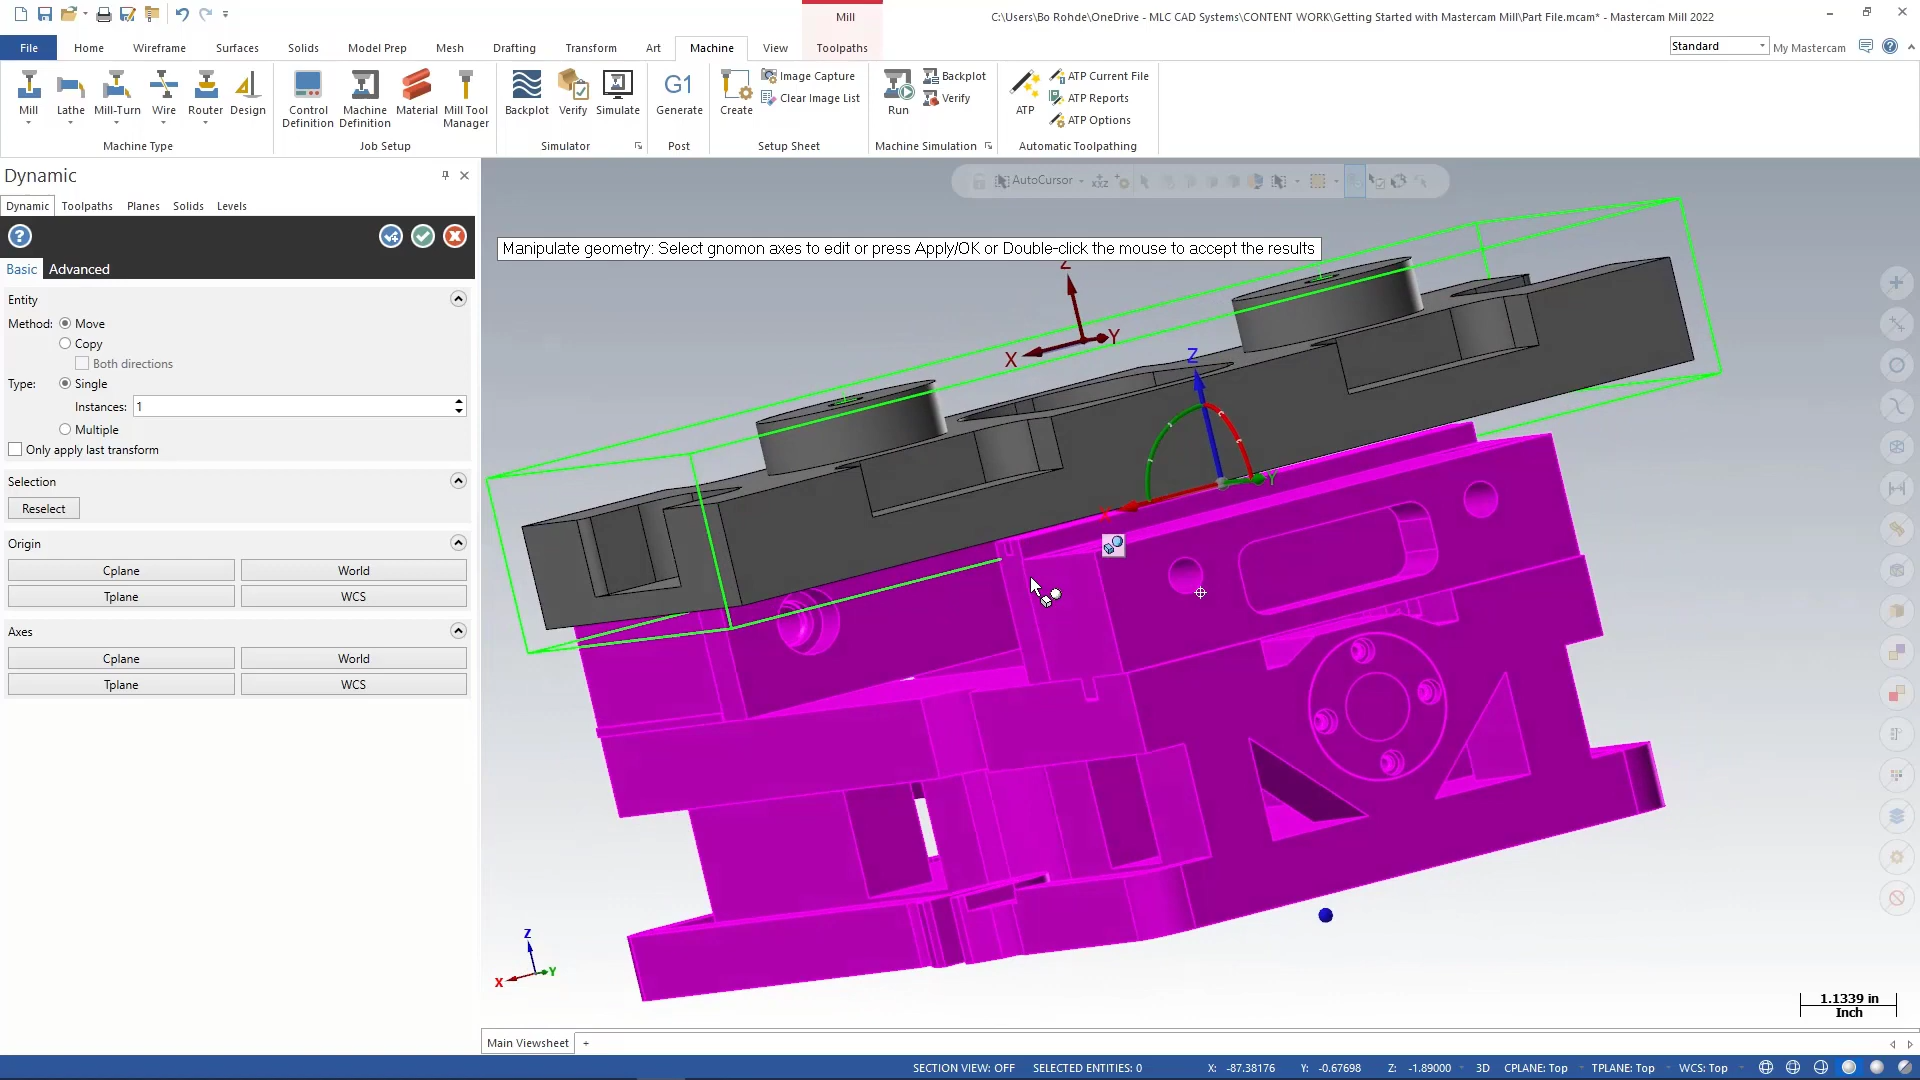 Mill
C:\Users\Bo Rohde\OneDrive - MLC CAD Systems\CONTENT WORK\Getting Started with Mastercam Mill\Part File.mcam* - Mastercam Mill 2022
File Home Wireframe Surfaces Solids Model Prep Mesh Drafting Transform Art Machine View Toolpaths
Standard My Mastercam
Mill Lathe Mill-Turn Wire Router Design
Machine Type
Control Definition
Machine Definition
Material
Mill Tool Manager
Job Setup
Backplot Verify Simulate
Simulator
G1
Generate
Post
Create
Image Capture
Clear Image List
Setup Sheet
Run
Backplot
Verify
Machine Simulation
ATP
ATP Current File
ATP Reports
ATP Options
Automatic Toolpathing
Dynamic
Dynamic Toolpaths Planes Solids Levels
Basic Advanced
Entity
Method: Move
Copy
Both directions
Type: Single
Instances: 1
Multiple
Only apply last transform
Selection
Reselect
Origin
Cplane World
Tplane WCS
Axes
Cplane World
Tplane WCS
AutoCursor
Manipulate geometry: Select gnomon axes to edit or press Apply/OK or Double-click the mouse to accept the results
Z
X
Y
Z
X
Y
Z
X
Y
1.1339 in
Inch
Main Viewsheet +
SECTION VIEW: OFF SELECTED ENTITIES: 0 X: -87.38176 Y: -0.67698 Z: -1.89000 3D CPLANE: Top TPLANE: Top WCS: Top